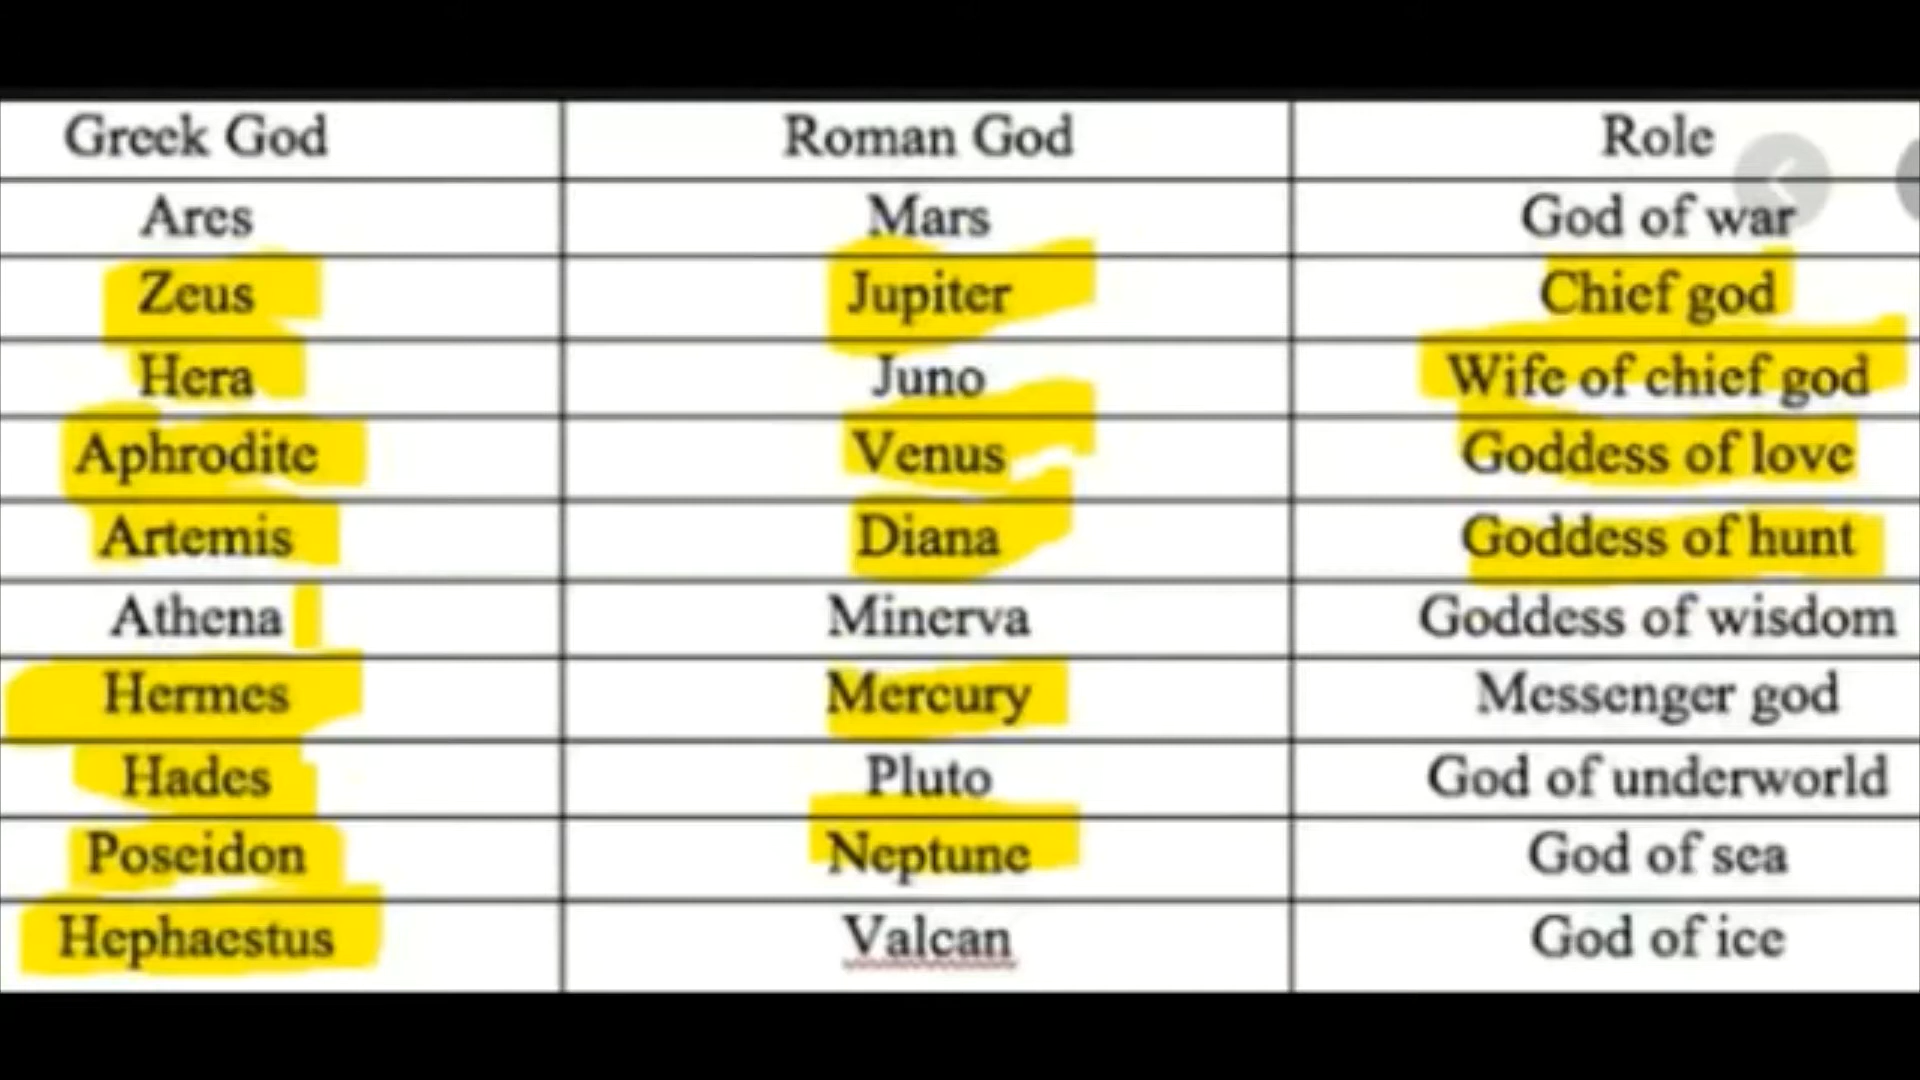 Greek God Roman God Role
Ares Mars God of war
Zeus Jupiter Chief god
Hera Juno Wife of chief god
Aphrodite Venus Goddess of love
Artemis Diana Goddess of hunt
Athena Minerva Goddess of wisdom
Hermes Mercury Messenger god
Hades Pluto God of underworld
Poseidon Neptune God of sea
Hephaestus Valcan God of ice